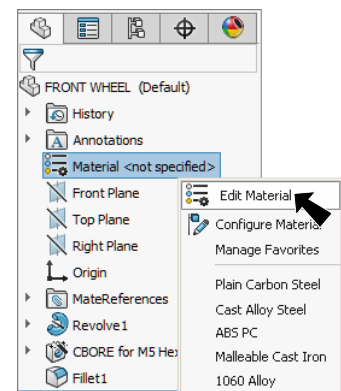 FRONT WHEEL (Default)
History
Annotations
Material <not specified>
Front Plane
Edit Material
Top Plane
Configure Material
Right Plane
Manage Favorites
Origin
Plain Carbon Steel
MateReferences
Cast Alloy Steel
Revolve1
ABS PC
CBORE for M5 Hex
Malleable Cast Iron
Fillet1
1060 Alloy